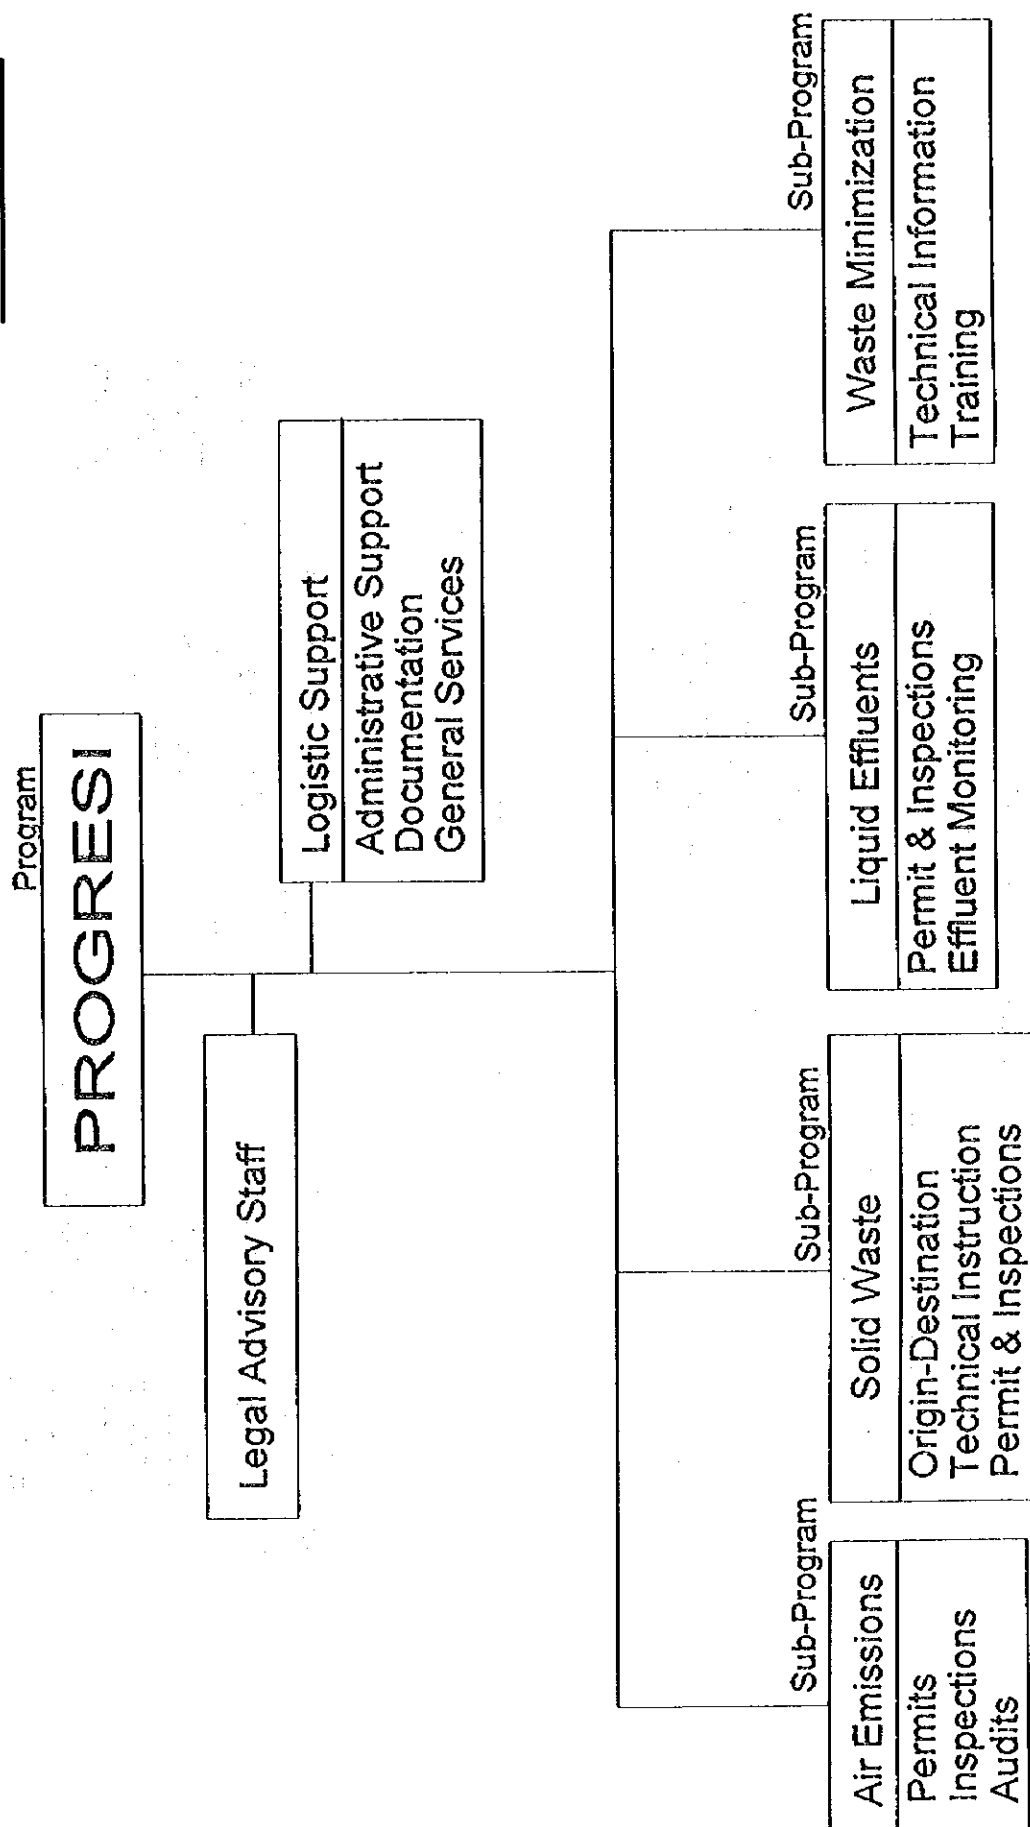 Program
PROGRESI
Legal Advisory Staff
Logistic Support
Administrative Support
Documentation
General Services
Sub-Program
Air Emissions
Permits
Inspections
Audits
Sub-Program
Solid Waste
Origin-Destination
Technical Instruction
Permit & Inspections
Sub-Program
Liquid Effluents
Permit & Inspections
Effluent Monitoring
Sub-Program
Waste Minimization
Technical Information
Training